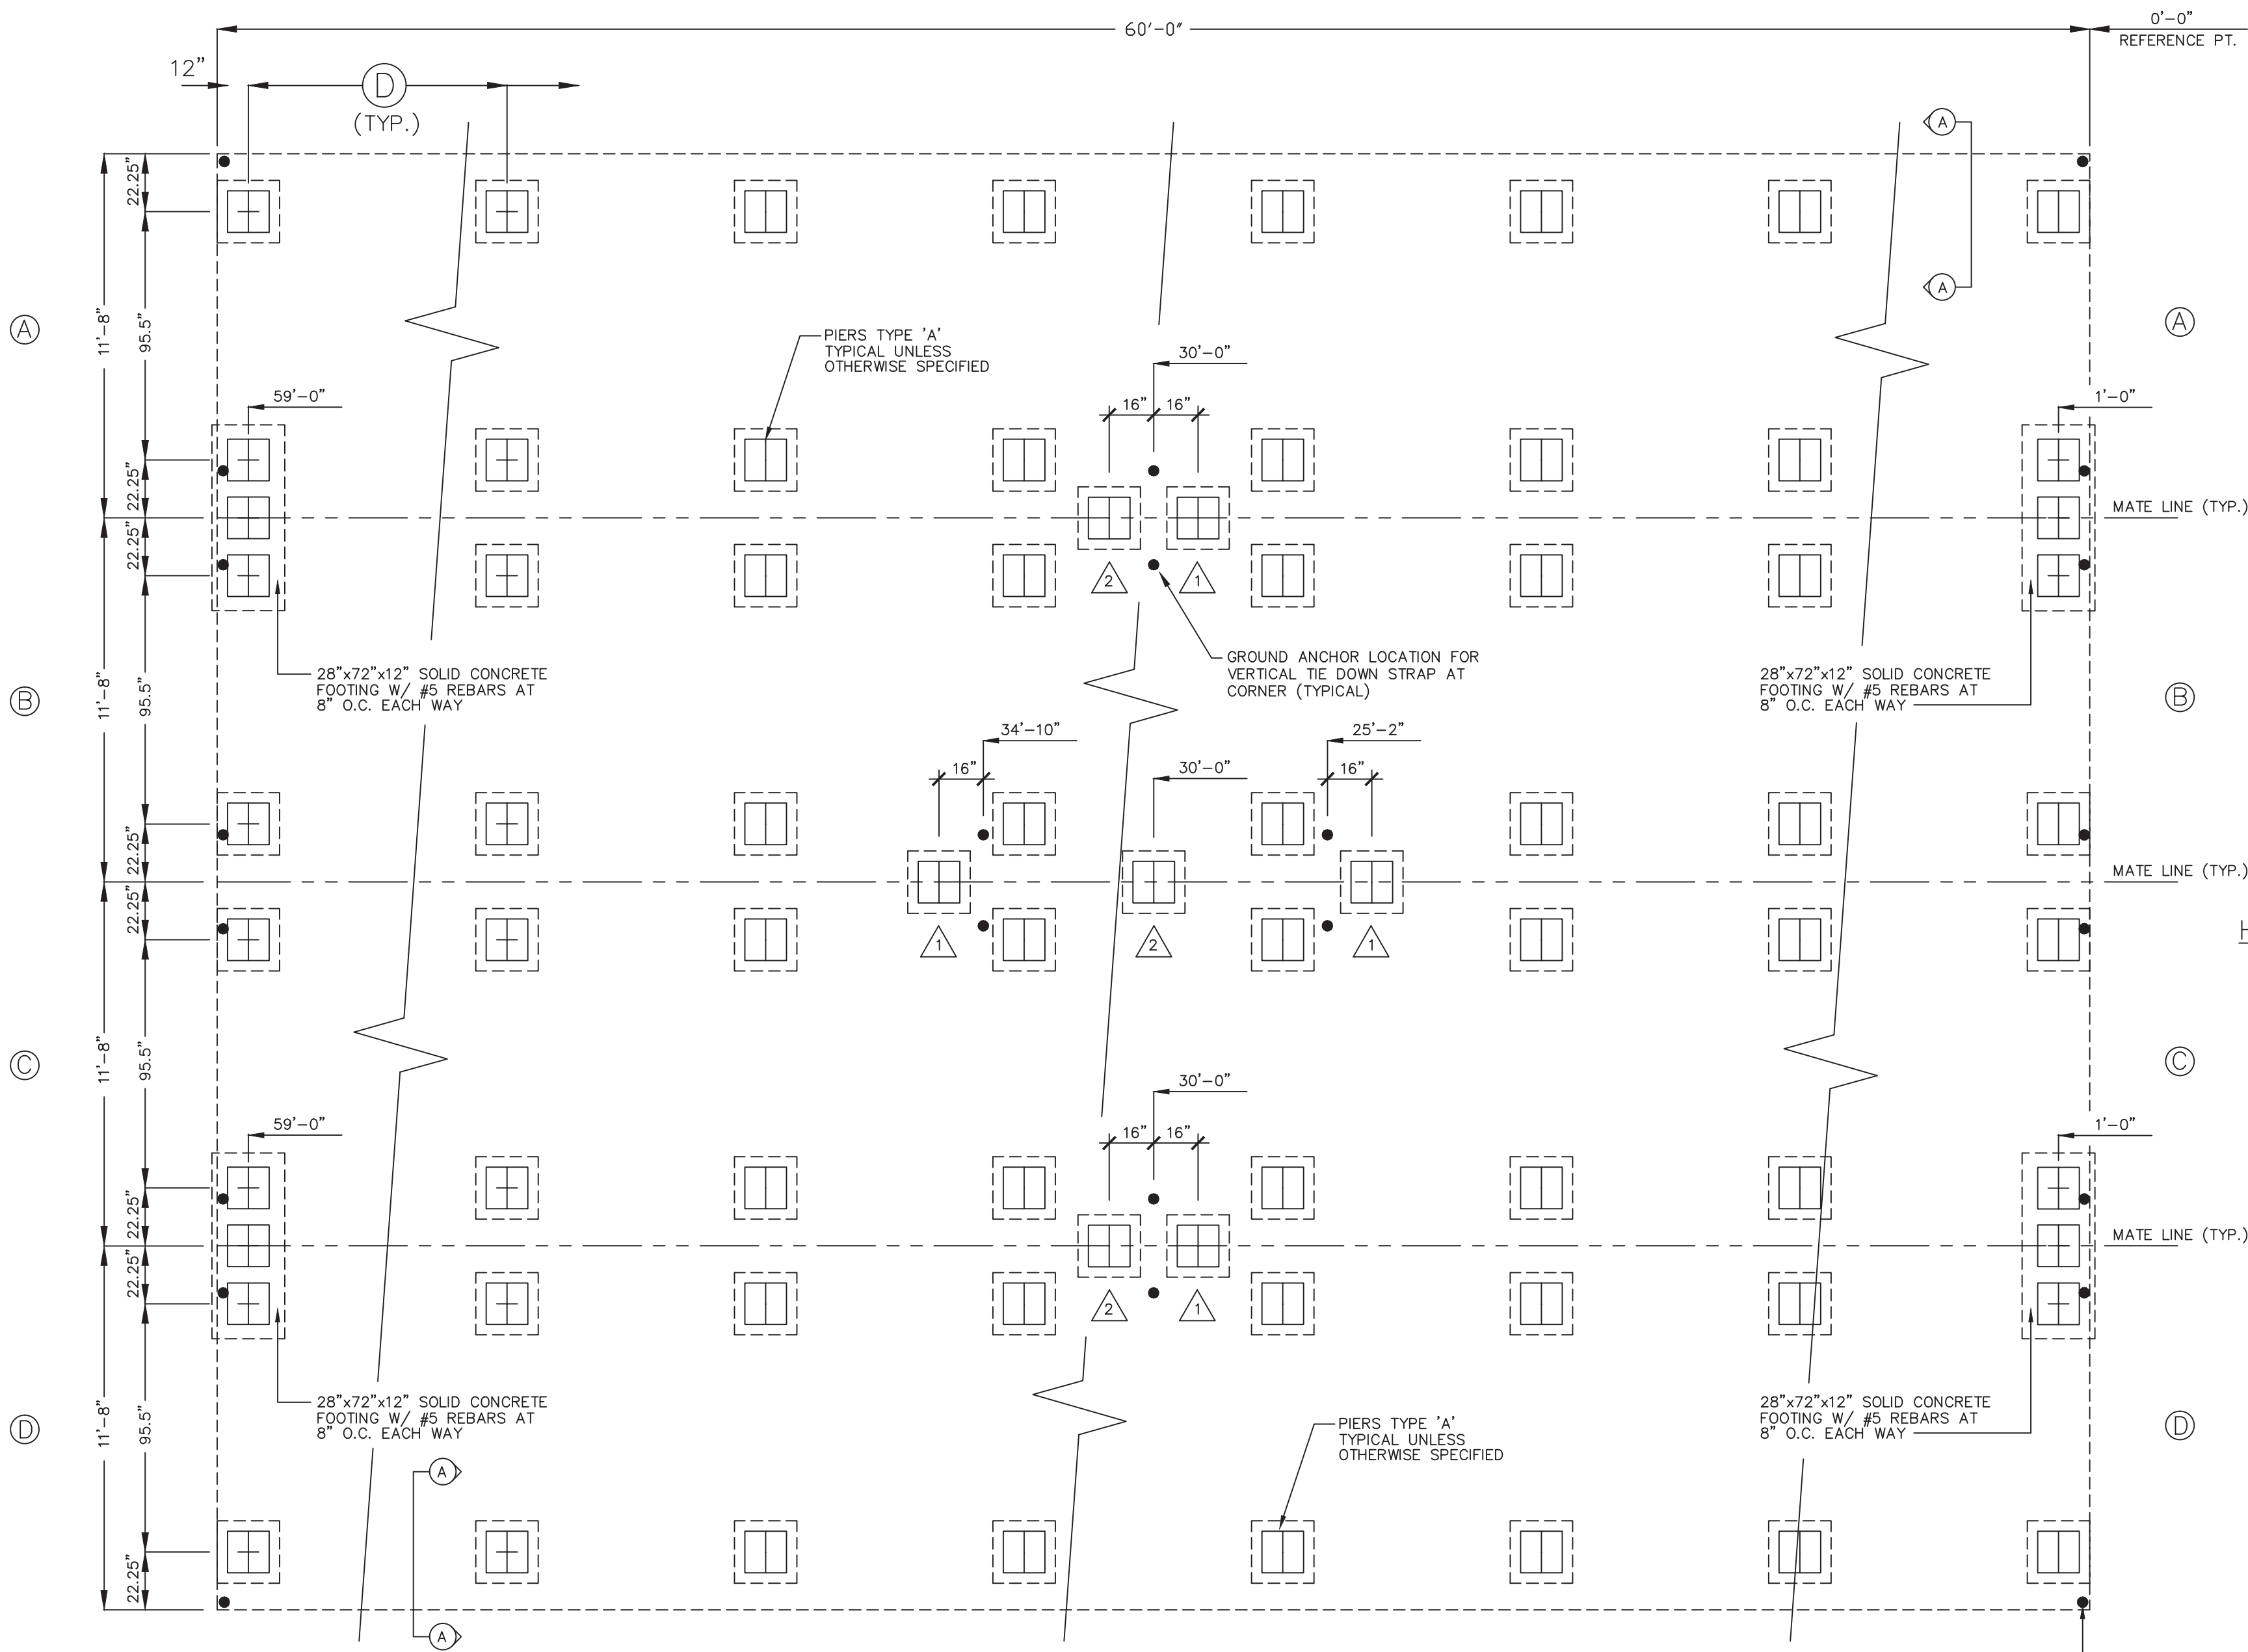 60'-0"
0'-0"
REFERENCE PT.
12"
D
(TYP.)
A
22.25"
11'-8"
95.5"
A
A
A
PIERS TYPE 'A'
TYPICAL UNLESS
OTHERWISE SPECIFIED
30'-0"
59'-0"
16" 16"
1'-0"
22.25"
MATE LINE (TYP.)
22.25"
2
1
28"x72"x12" SOLID CONCRETE
FOOTING W/ #5 REBARS AT
8" O.C. EACH WAY
GROUND ANCHOR LOCATION FOR
VERTICAL TIE DOWN STRAP AT
CORNER (TYPICAL)
28"x72"x12" SOLID CONCRETE
FOOTING W/ #5 REBARS AT
8" O.C. EACH WAY
B
11'-8"
95.5"
B
34'-10"
25'-2"
16"
30'-0"
16"
22.25"
MATE LINE (TYP.)
22.25"
1
2
1
H
C
11'-8"
95.5"
C
30'-0"
59'-0"
16" 16"
1'-0"
22.25"
MATE LINE (TYP.)
22.25"
2
1
28"x72"x12" SOLID CONCRETE
FOOTING W/ #5 REBARS AT
8" O.C. EACH WAY
PIERS TYPE 'A'
TYPICAL UNLESS
OTHERWISE SPECIFIED
28"x72"x12" SOLID CONCRETE
FOOTING W/ #5 REBARS AT
8" O.C. EACH WAY
D
11'-8"
95.5"
D
A
22.25"
A